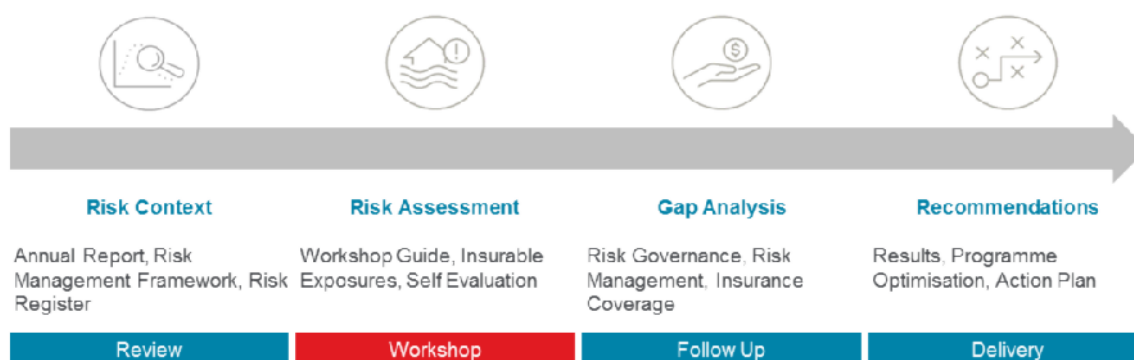 $
Risk Context
Annual Report, Risk
Management Framework, Risk
Register
Review
Risk Assessment
Workshop Guide, Insurable
Exposures, Self Evaluation
Workshop
Gap Analysis
Risk Governance, Risk
Management, Insurance
Coverage
Follow Up
Recommendations
Results, Programme
Optimisation, Action Plan
Delivery